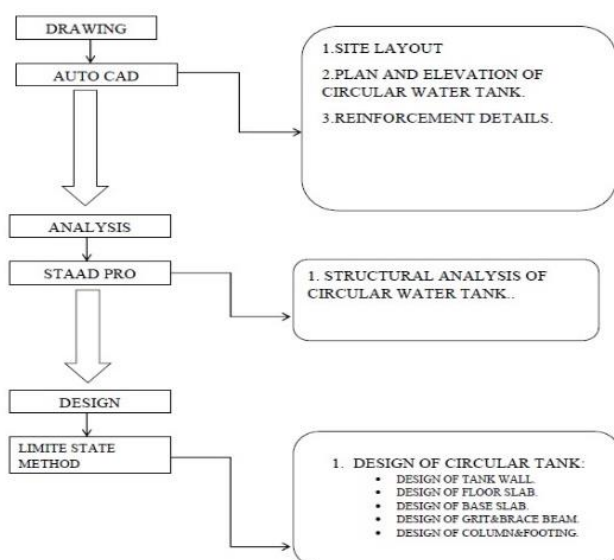 DRAWING
AUTO CAD
1.SITE LAYOUT
2.PLAN AND ELEVATION OF
CIRCULAR WATER TANK.
3.REINFORCEMENT DETAILS.
ANALYSIS
STAAD PRO
1. STRUCTURAL ANALYSIS OF
CIRCULAR WATER TANK..
DESIGN
LIMITE STATE
METHOD
1. DESIGN OF CIRCULAR TANK:
• DESIGN OF TANK WALL.
• DESIGN OF FLOOR SLAB.
• DESIGN OF BASE SLAB.
• DESIGN OF GRIT&BRACE BEAM.
• DESIGN OF COLUMN&FOOTING.